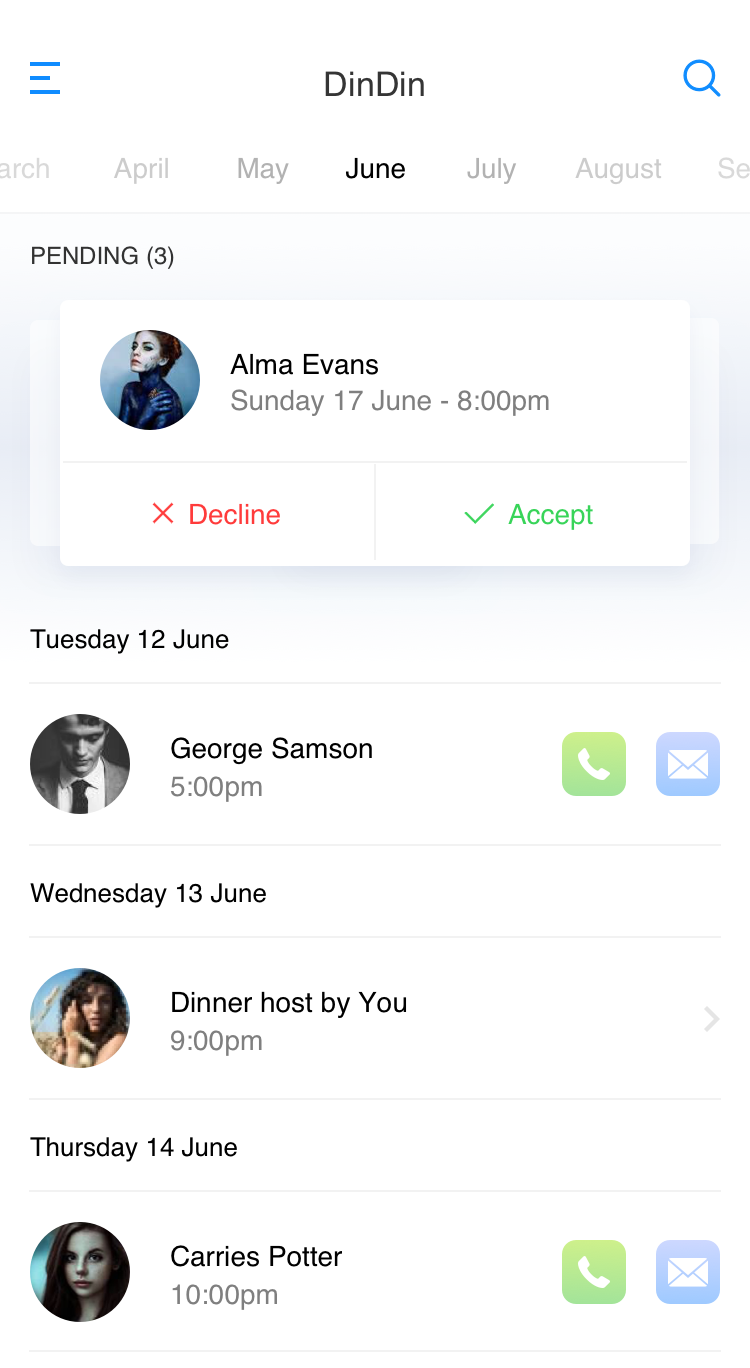 DinDin
arch April May June July August Se
PENDING (3)
Alma Evans
Sunday 17 June - 8:00pm
Decline Accept
Tuesday 12 June
George Samson
5:00pm
Wednesday 13 June
Dinner host by You
9:00pm
Thursday 14 June
Carries Potter
10:00pm